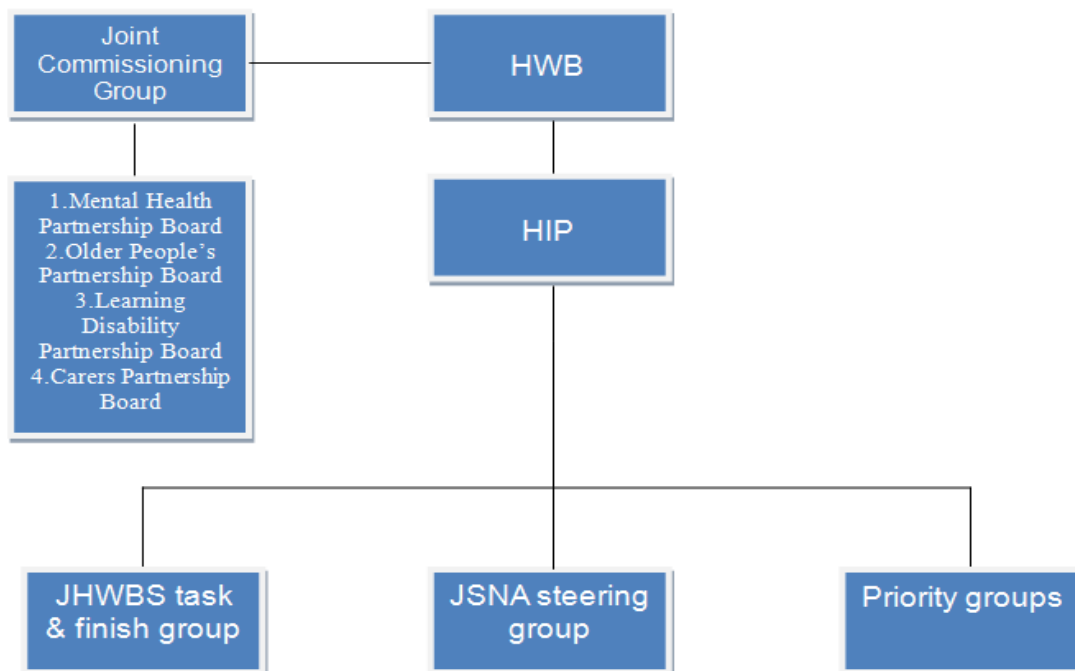 Joint
Commissioning
Group
HWB
1.Mental Health
Partnership Board
2.Older People’s
Partnership Board
3.Learning
Disability
Partnership Board
4.Carers Partnership
Board
HIP
JHWBS task
& finish group
JSNA steering
group
Priority groups